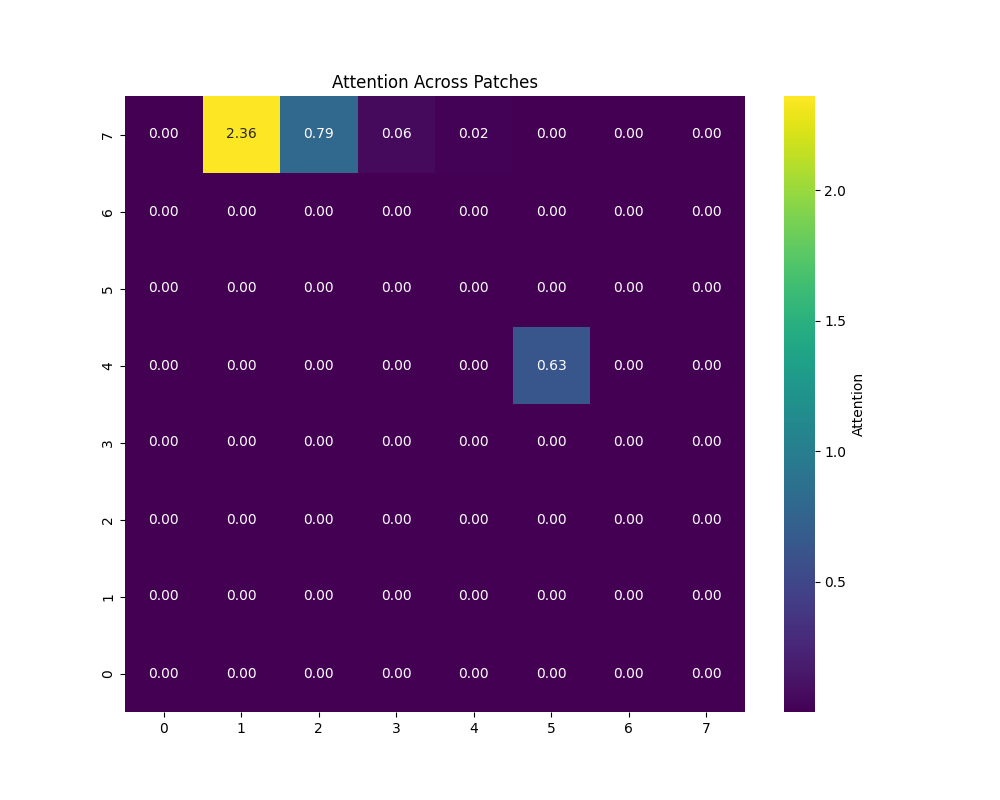 Attention Across Patches
7 0.00 2.36 0.79 0.06 0.02 0.00 0.00 0.00
6 0.00 0.00 0.00 0.00 0.00 0.00 0.00 0.00
5 0.00 0.00 0.00 0.00 0.00 0.00 0.00 0.00
4 0.00 0.00 0.00 0.00 0.00 0.63 0.00 0.00
3 0.00 0.00 0.00 0.00 0.00 0.00 0.00 0.00
2 0.00 0.00 0.00 0.00 0.00 0.00 0.00 0.00
1 0.00 0.00 0.00 0.00 0.00 0.00 0.00 0.00
0 0.00 0.00 0.00 0.00 0.00 0.00 0.00 0.00
0 1 2 3 4 5 6 7
2.0
1.5
1.0
0.5
Attention